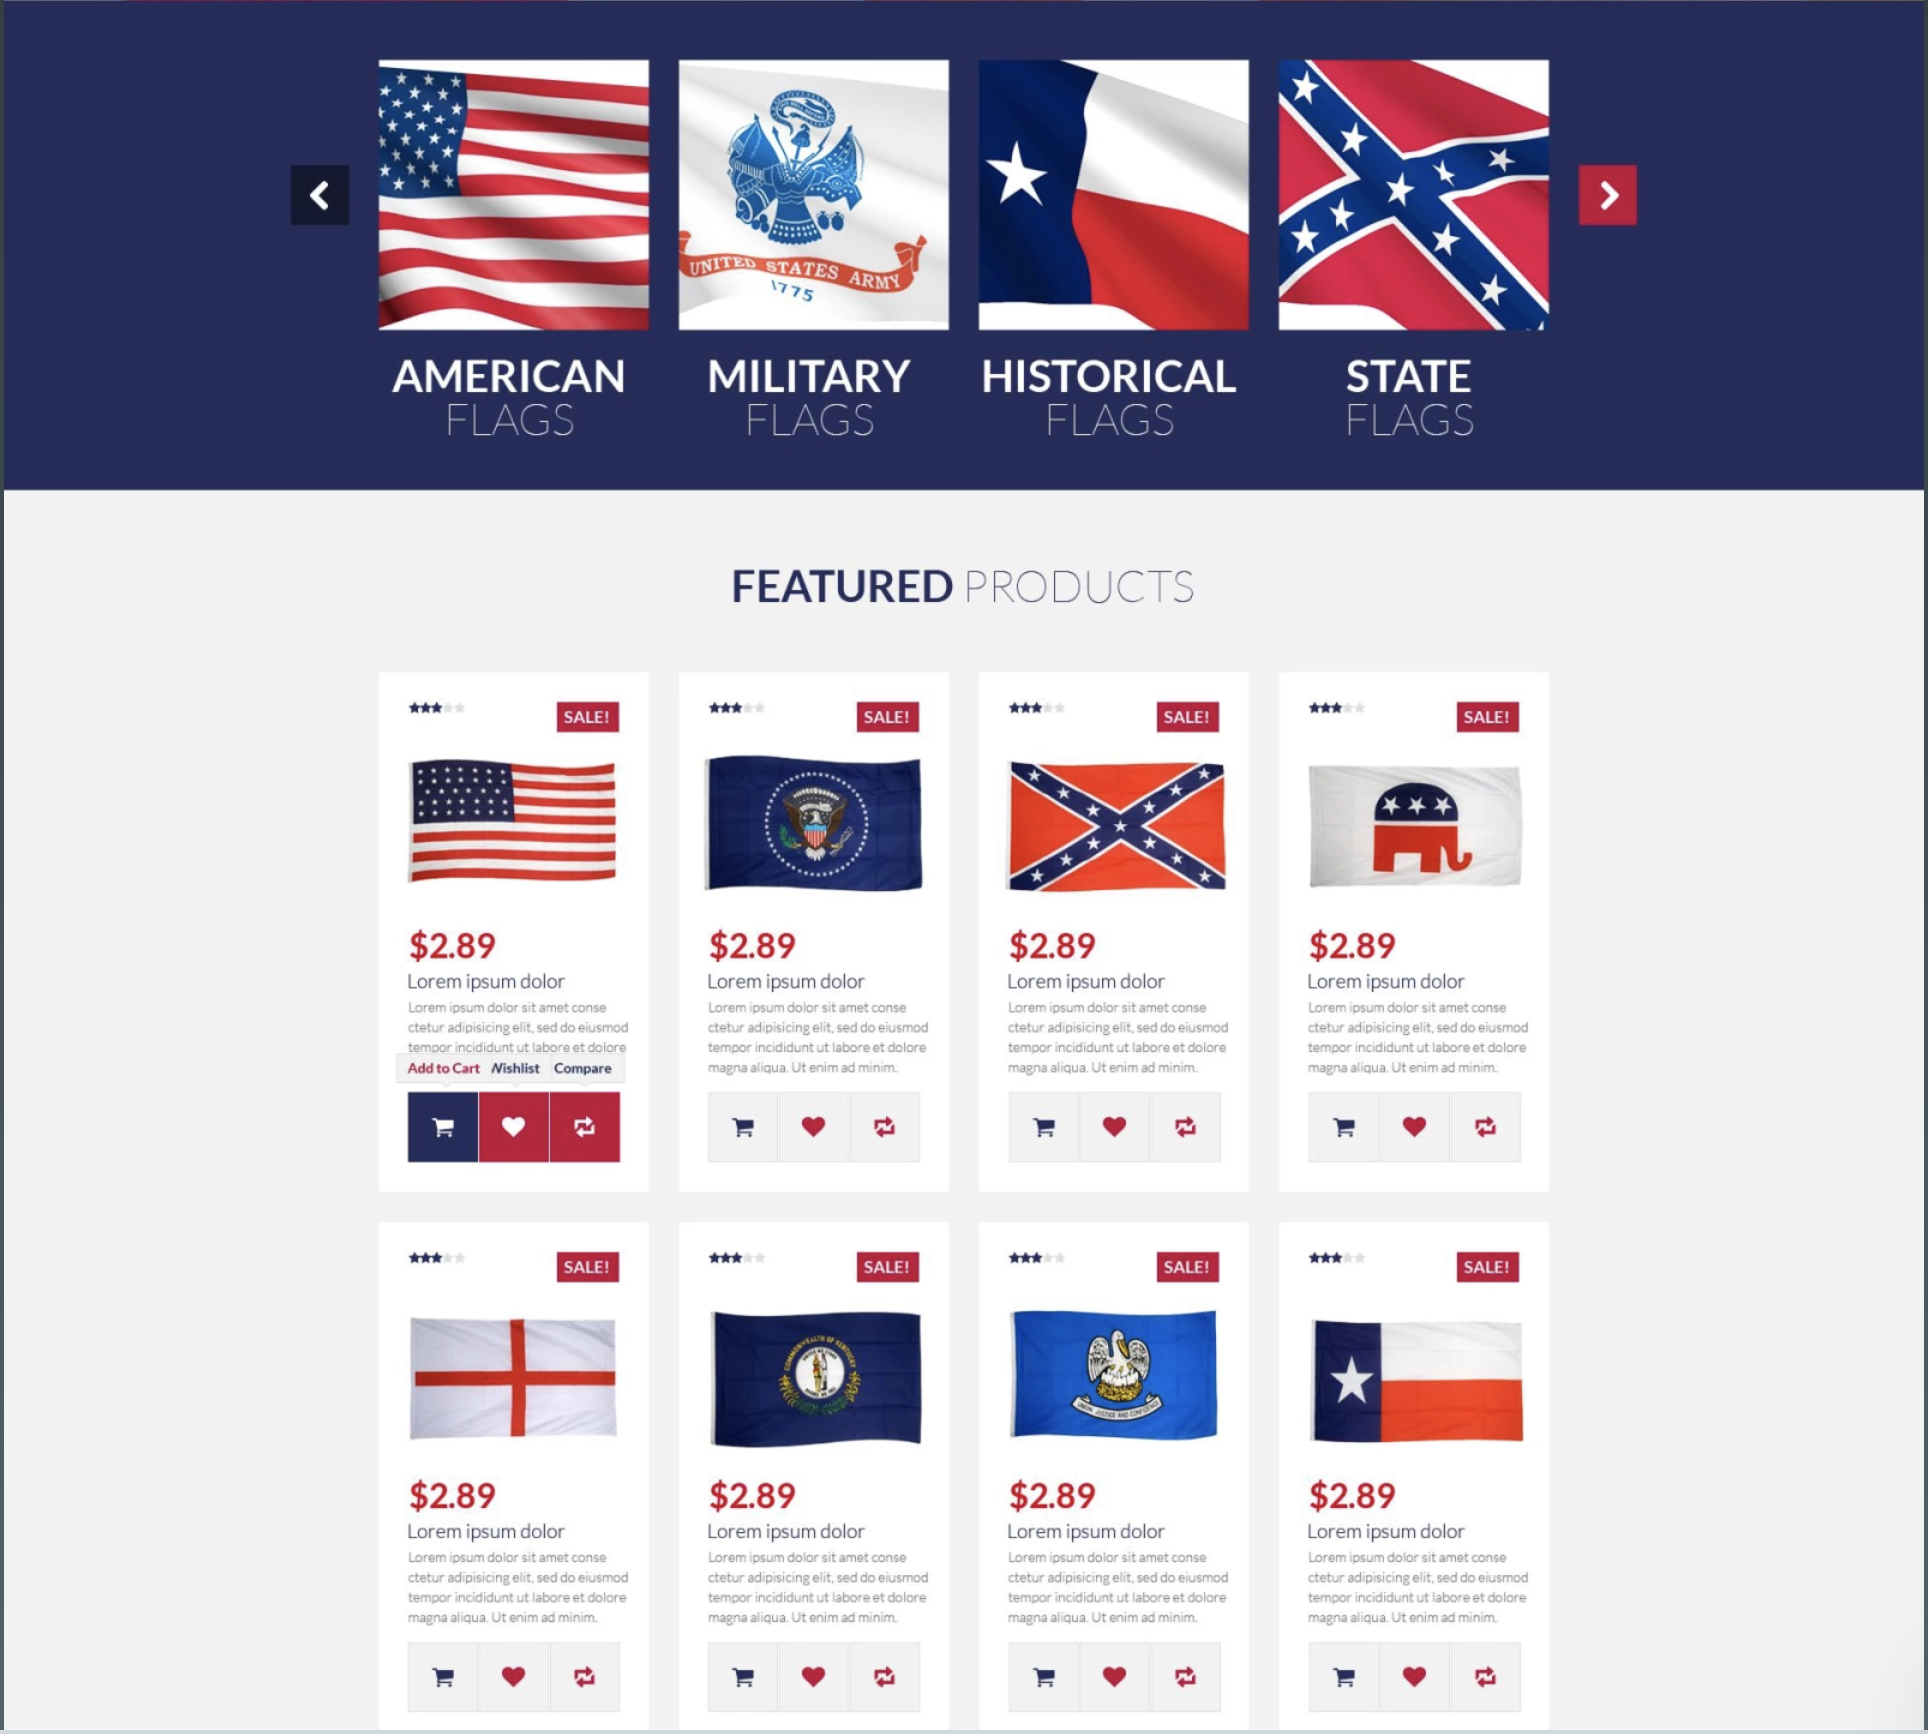 UNITED STATES ARMY
1775
AMERICAN
FLAGS
MILITARY
FLAGS
HISTORICAL
FLAGS
STATE
FLAGS
FEATURED PRODUCTS
SALE!
$2.89
Lorem ipsum dolor
Lorem ipsum dolor sit amet conse
ctetur adipisicing elit, sed do eiusmod
tempor incididunt ut labore et dolore
Add to Cart Wishlist Compare
SALE!
$2.89
Lorem ipsum dolor
Lorem ipsum dolor sit amet conse
ctetur adipisicing elit, sed do eiusmod
tempor incididunt ut labore et dolore
magna aliqua. Ut enim ad minim.
SALE!
$2.89
Lorem ipsum dolor
Lorem ipsum dolor sit amet conse
ctetur adipisicing elit, sed do eiusmod
tempor incididunt ut labore et dolore
magna aliqua. Ut enim ad minim.
SALE!
$2.89
Lorem ipsum dolor
Lorem ipsum dolor sit amet conse
ctetur adipisicing elit, sed do eiusmod
tempor incididunt ut labore et dolore
magna aliqua. Ut enim ad minim.
SALE!
$2.89
Lorem ipsum dolor
Lorem ipsum dolor sit amet conse
ctetur adipisicing elit, sed do eiusmod
tempor incididunt ut labore et dolore
magna aliqua. Ut enim ad minim.
SALE!
COMMONWEALTH OF KENTUCKY
$2.89
Lorem ipsum dolor
Lorem ipsum dolor sit amet conse
ctetur adipisicing elit, sed do eiusmod
tempor incididunt ut labore et dolore
magna aliqua. Ut enim ad minim.
SALE!
UNION, JUSTICE AND CONFIDENCE
$2.89
Lorem ipsum dolor
Lorem ipsum dolor sit amet conse
ctetur adipisicing elit, sed do eiusmod
tempor incididunt ut labore et dolore
magna aliqua. Ut enim ad minim.
SALE!
$2.89
Lorem ipsum dolor
Lorem ipsum dolor sit amet conse
ctetur adipisicing elit, sed do eiusmod
tempor incididunt ut labore et dolore
magna aliqua. Ut enim ad minim.